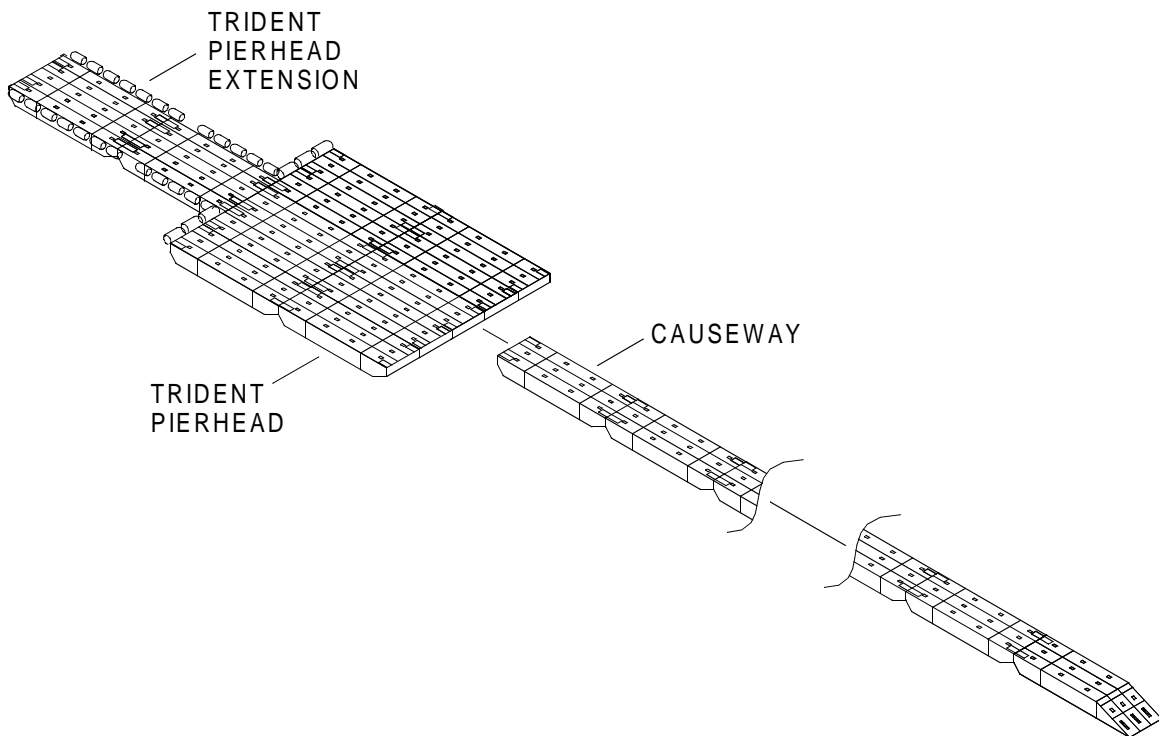 TRIDENT
PIERHEAD
EXTENSION
CAUSEWAY
TRIDENT
PIERHEAD